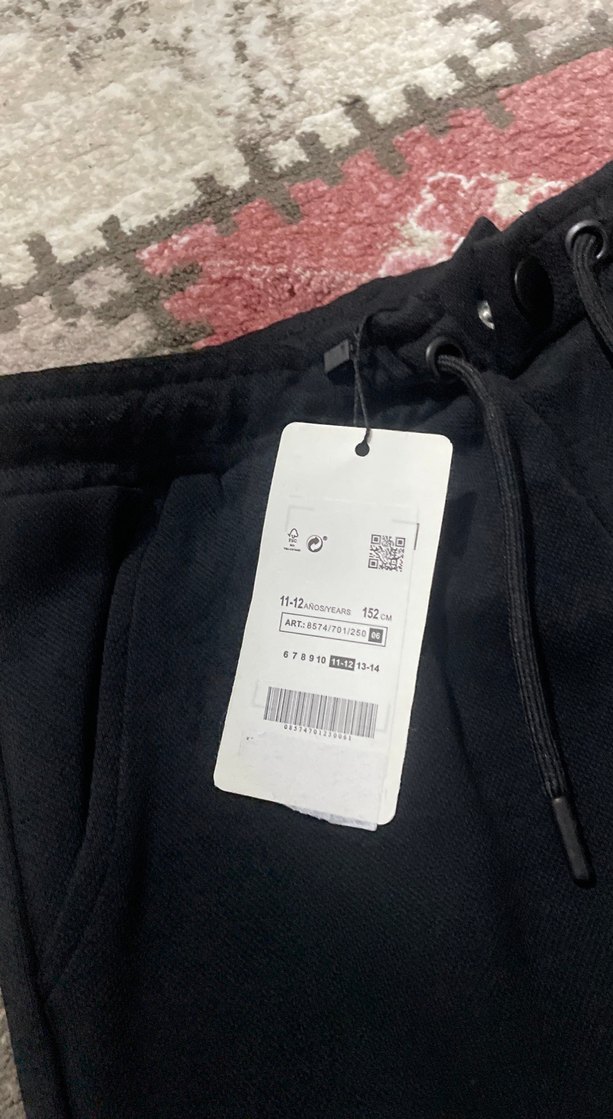 FSC
11-12 AÑOS/YEARS 152 CM
ART.: 8574/701/250 06
6 7 8 9 10 11-12 13-14